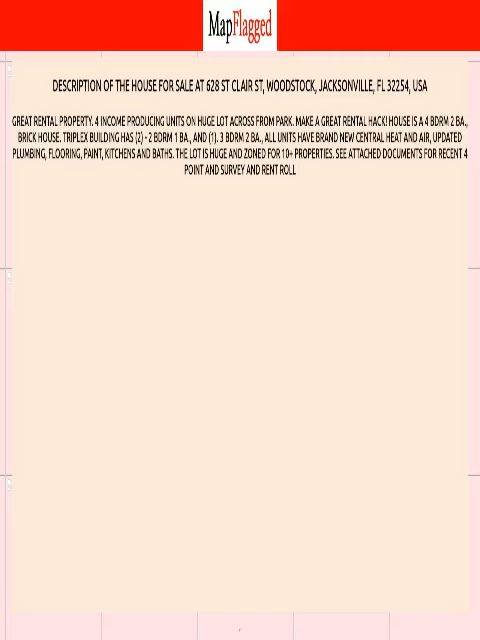 MapFlagged
DESCRIPTION OF THE HOUSE FOR SALE AT 628 ST CLAIR ST, WOODSTOCK, JACKSONVILLE, FL 32254, USA
GREAT RENTAL PROPERTY. 4 INCOME PRODUCING UNITS ON HUGE LOT ACROSS FROM PARK. MAKE A GREAT RENTAL HACK! HOUSE IS A 4 BDRM 2 BA.,
BRICK HOUSE. TRIPLEX BUILDING HAS (2) - 2 BDRM 1 BA., AND (1). 3 BDRM 2 BA., ALL UNITS HAVE BRAND NEW CENTRAL HEAT AND AIR, UPDATED
PLUMBING, FLOORING, PAINT, KITCHENS AND BATHS. THE LOT IS HUGE AND ZONED FOR 10+ PROPERTIES. SEE ATTACHED DOCUMENTS FOR RECENT 4
POINT AND SURVEY AND RENT ROLL